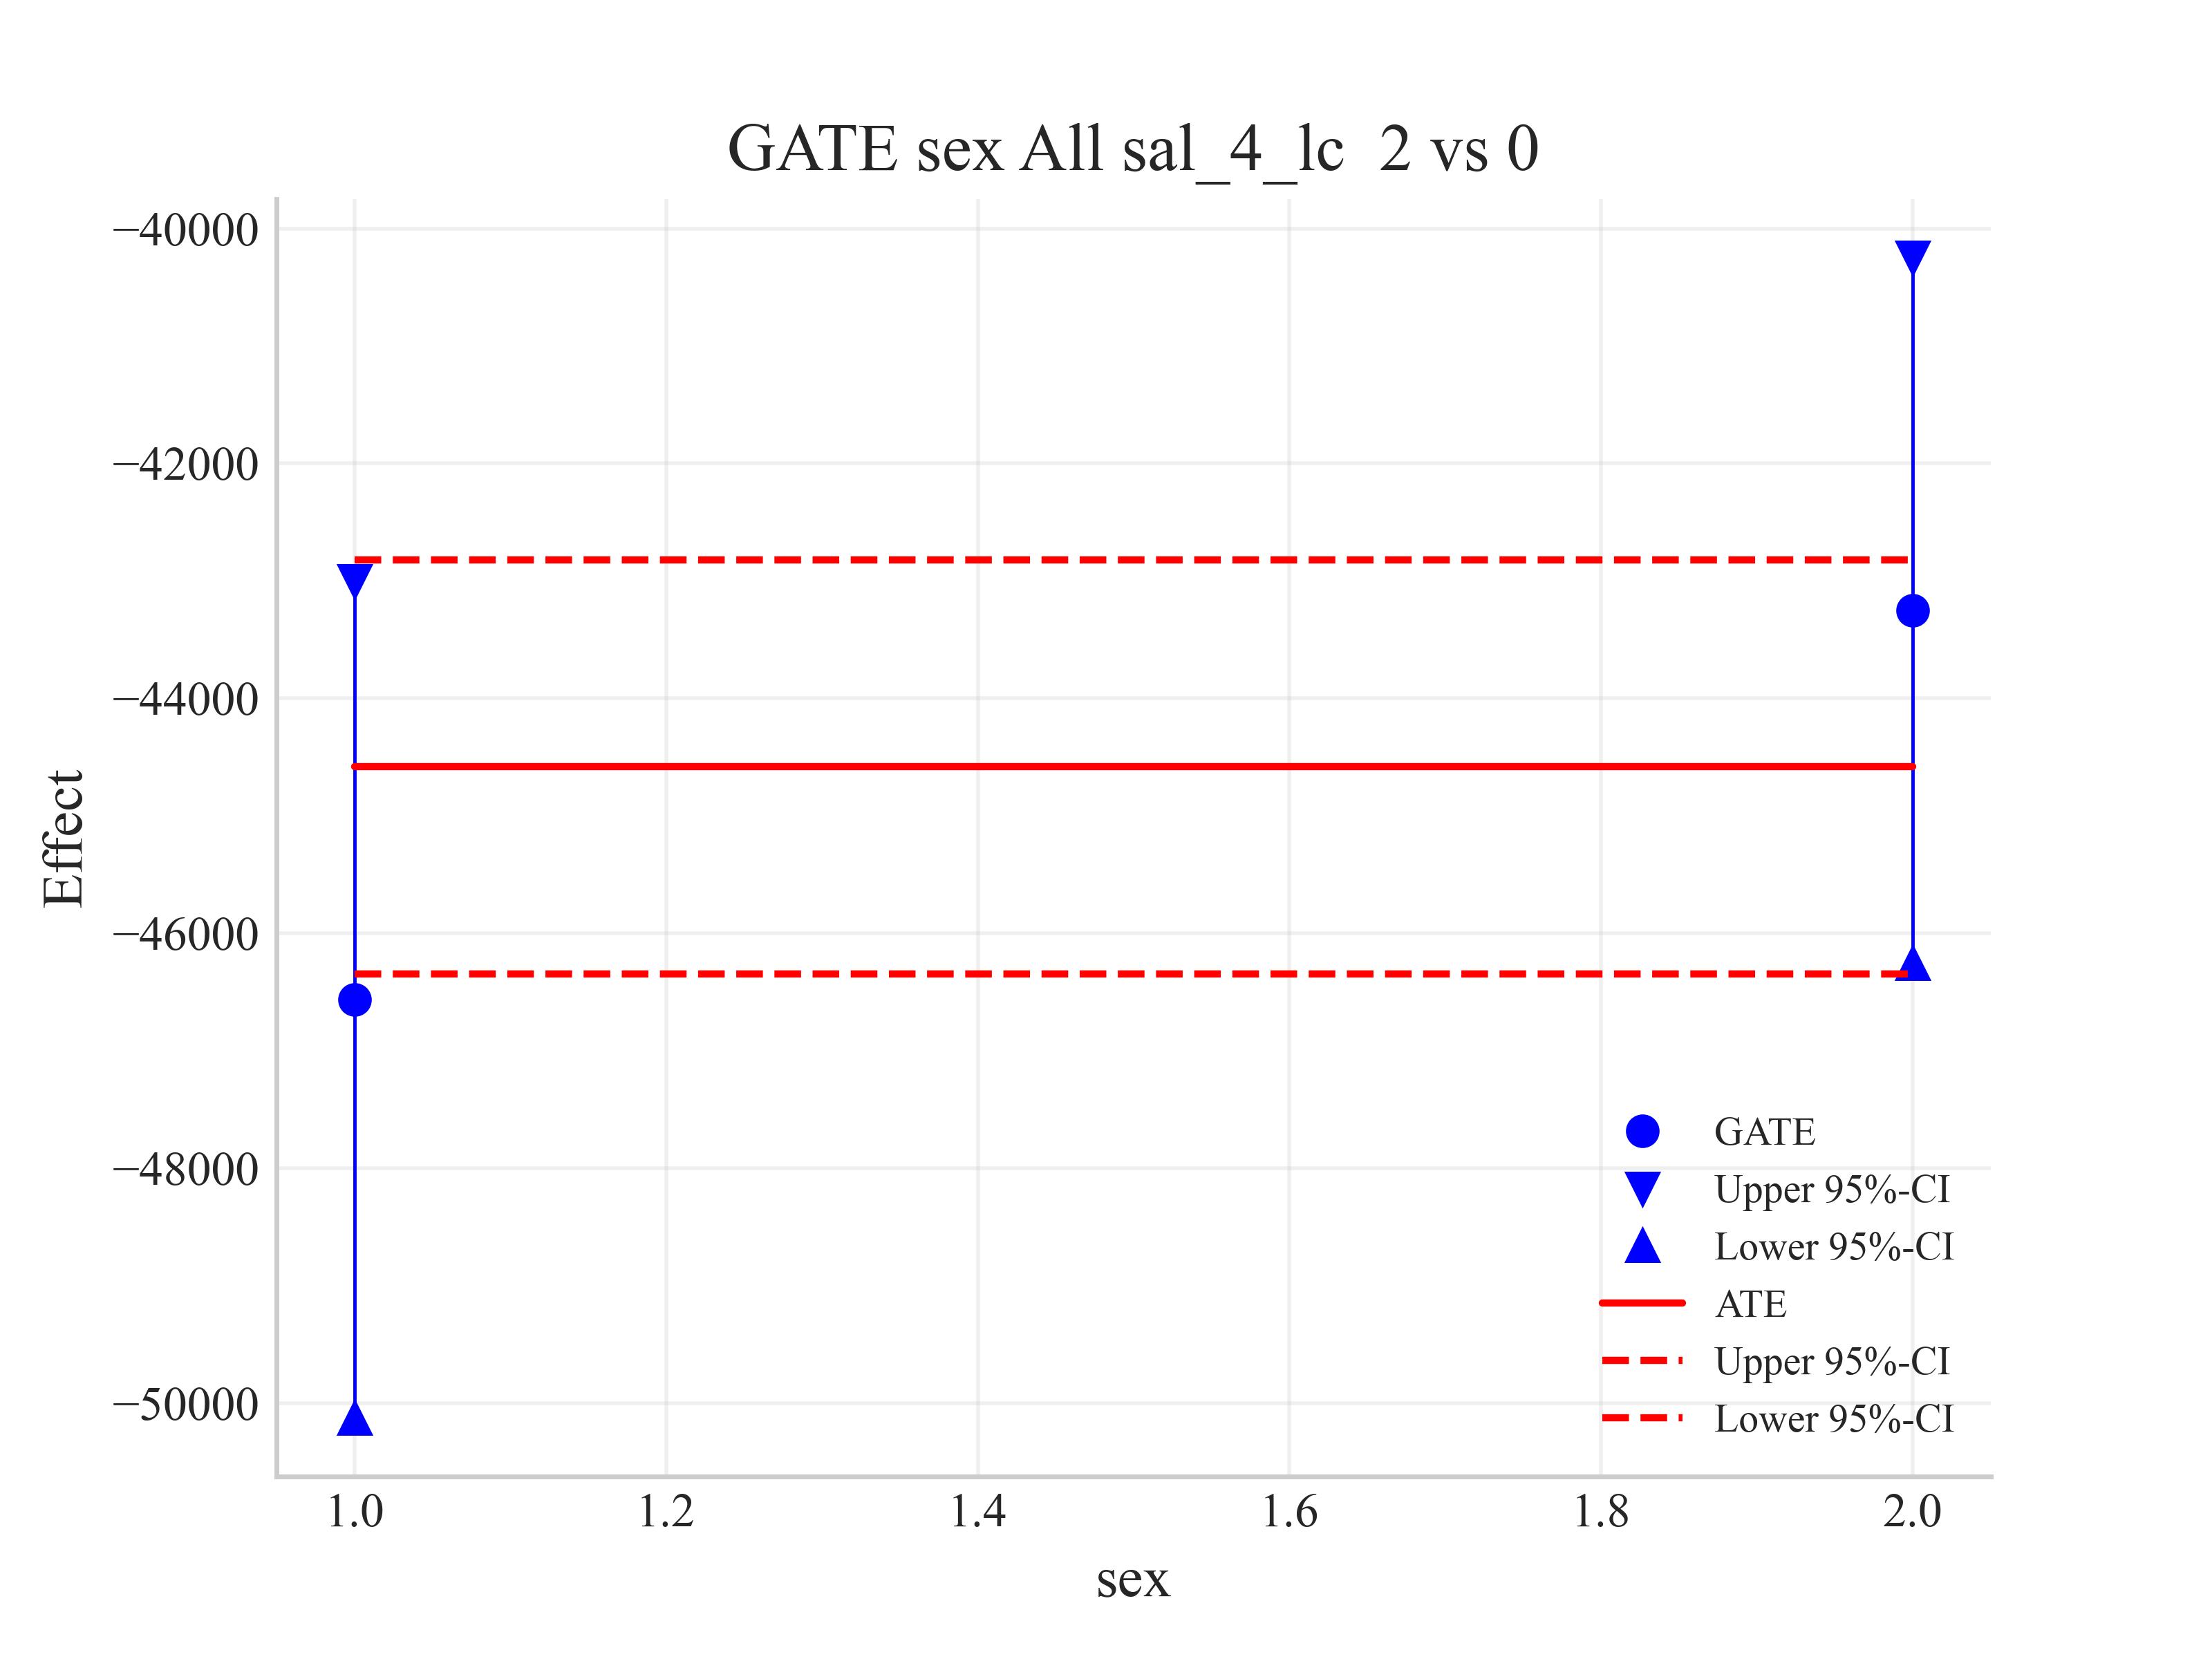 GATE sex All sal_4_lc  2 vs 0
−40000
−42000
−44000
−46000
−48000
−50000
Effect
GATE
Upper 95%-CI
Lower 95%-CI
ATE
Upper 95%-CI
Lower 95%-CI
1.0 1.2 1.4 1.6 1.8 2.0
sex